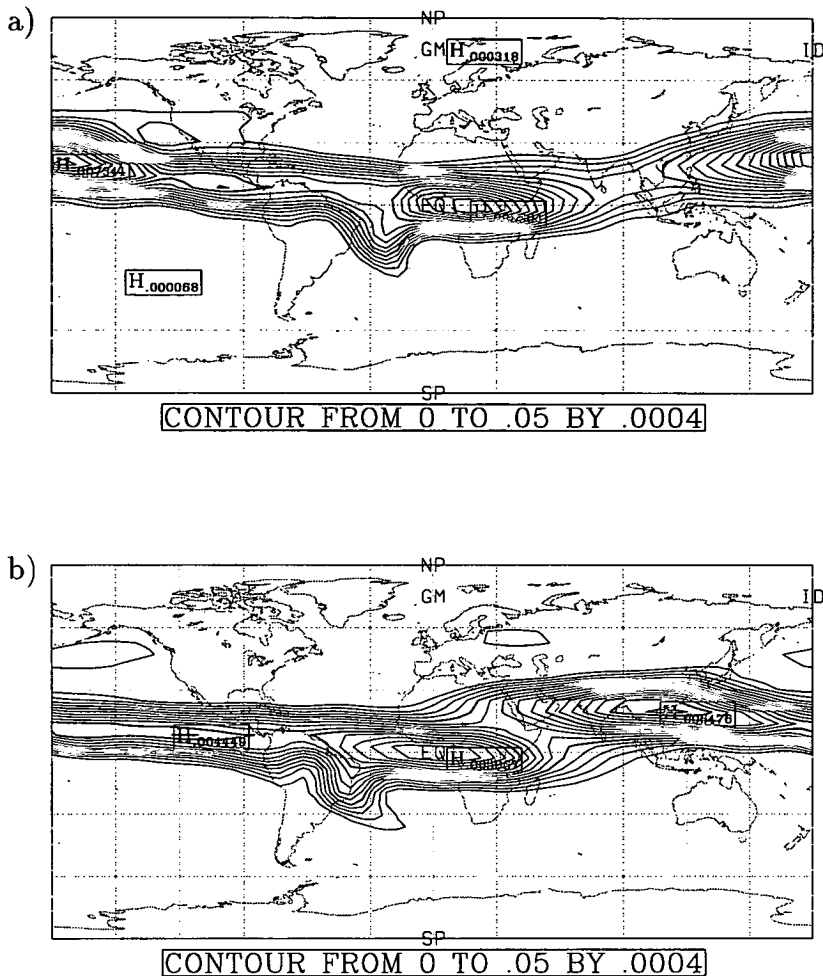 a)
NP
GM H.000318
ID
EQ
H.000068
SP
CONTOUR FROM 0 TO .05 BY .0004
b)
NP
GM
ID
H.004449
EQ
SP
CONTOUR FROM 0 TO .05 BY .0004